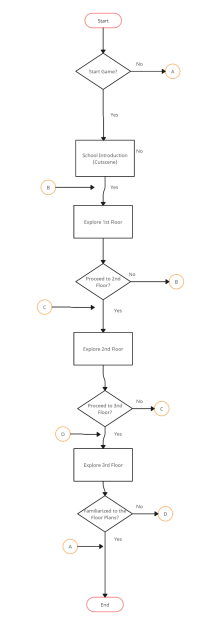 Start
Start Game?
No
A
Yes
School Introduction
(Cutscene)
No
B
Yes
Explore 1st Floor
Proceed to 2nd
Floor?
No
B
C
Yes
Explore 2nd Floor
Proceed to 3rd
Floor?
No
C
D
Yes
Explore 3rd Floor
Familiarized to the
Floor Plans?
No
D
Yes
A
End